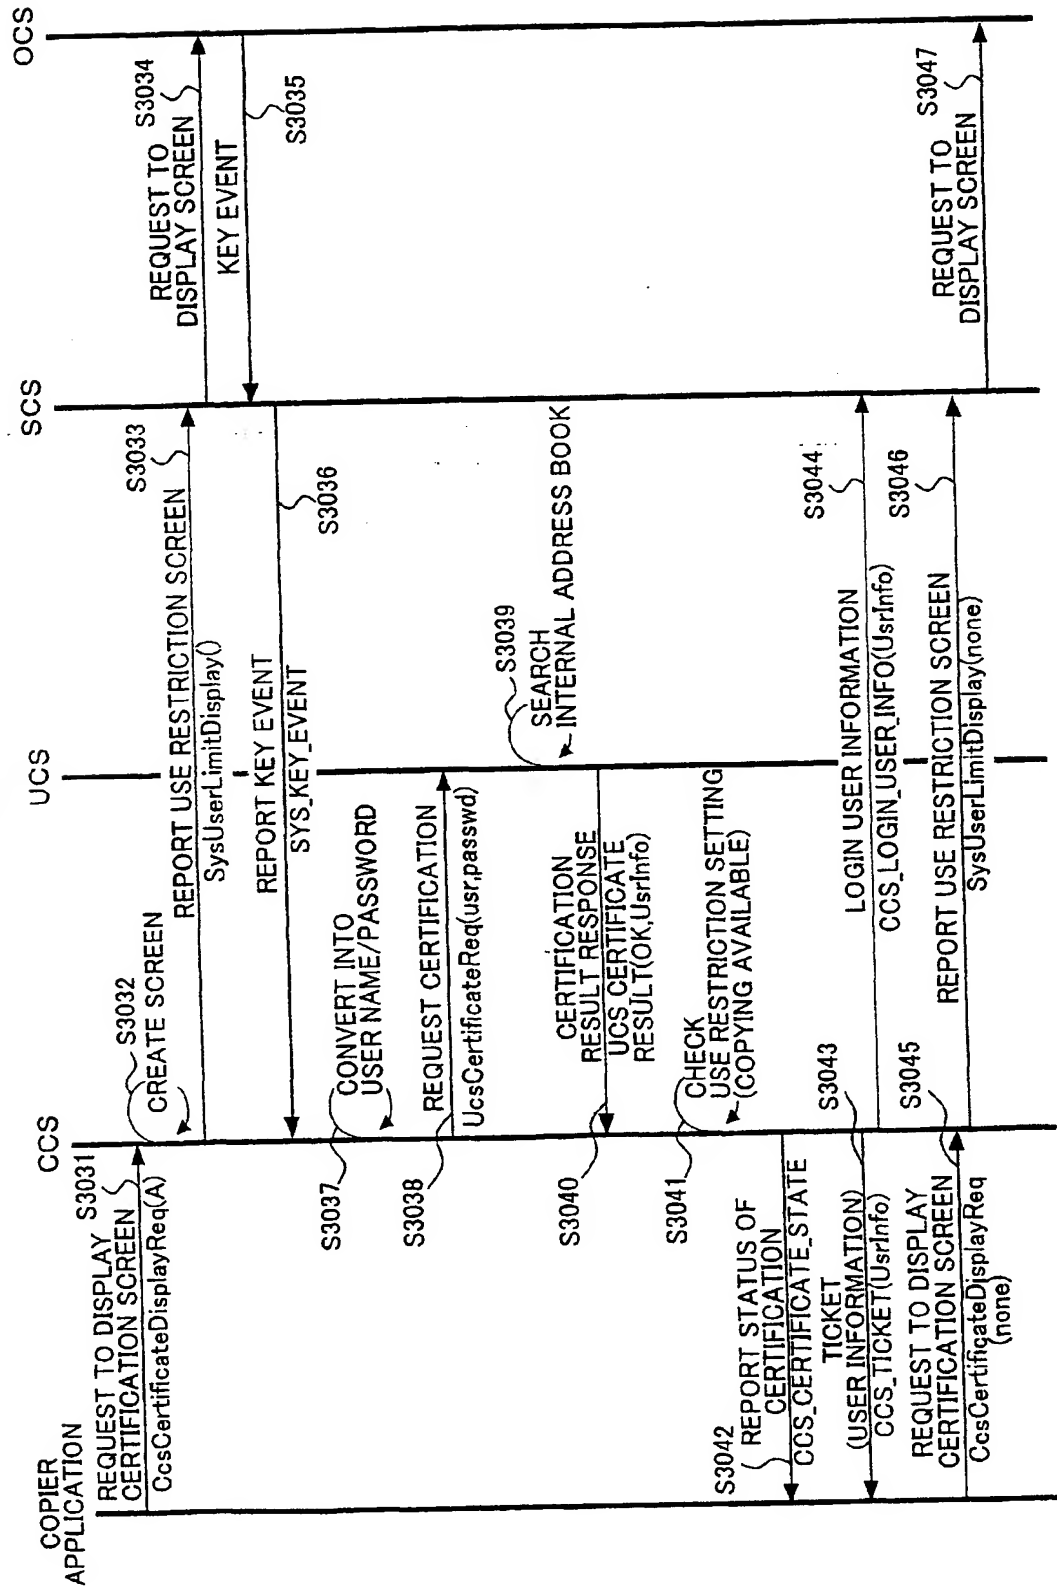 COPIER
APPLICATION
CCS
UCS
SCS
OCS
REQUEST TO DISPLAY
CERTIFICATION SCREEN
CcsCertificateDisplayReq(A)
S3031
S3032
CREATE SCREEN
REPORT USE RESTRICTION SCREEN
SysUserLimitDisplay()
S3033
REQUEST TO
DISPLAY SCREEN
S3034
KEY EVENT
S3035
REPORT KEY EVENT
SYS_KEY_EVENT
S3036
S3037
CONVERT INTO
USER NAME/PASSWORD
S3038
REQUEST CERTIFICATION
UcsCertificateReq(usr,passwd)
S3039
SEARCH
INTERNAL ADDRESS BOOK
S3040
CERTIFICATION
RESULT RESPONSE
UCS_CERTIFICATE_
RESULT(OK,UsrInfo)
S3041
CHECK
USE RESTRICTION SETTING
(COPYING AVAILABLE)
S3042
REPORT STATUS OF
CERTIFICATION
CCS_CERTIFICATE_STATE
S3043
TICKET
(USER INFORMATION)
CCS_TICKET(UsrInfo)
LOGIN USER INFORMATION
CCS_LOGIN_USER_INFO(UsrInfo)
S3044
REQUEST TO DISPLAY
CERTIFICATION SCREEN
CcsCertificateDisplayReq
(none)
S3045
REPORT USE RESTRICTION SCREEN
SysUserLimitDisplay(none)
S3046
REQUEST TO
DISPLAY SCREEN
S3047